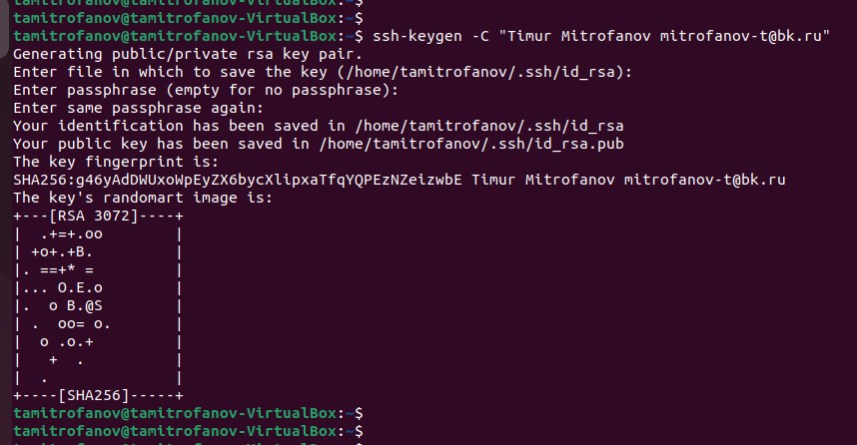 tamitrofanov@tamitrofanov-VirtualBox:~$
tamitrofanov@tamitrofanov-VirtualBox:~$
tamitrofanov@tamitrofanov-VirtualBox:~$ ssh-keygen -C "Timur Mitrofanov mitrofanov-t@bk.ru"
Generating public/private rsa key pair.
Enter file in which to save the key (/home/tamitrofanov/.ssh/id_rsa):
Enter passphrase (empty for no passphrase):
Enter same passphrase again:
Your identification has been saved in /home/tamitrofanov/.ssh/id_rsa
Your public key has been saved in /home/tamitrofanov/.ssh/id_rsa.pub
The key fingerprint is:
SHA256:g46yAdDWUxoWpEyZX6bycXlipxaTfqYQPEzNZeizwbE Timur Mitrofanov mitrofanov-t@bk.ru
The key's randomart image is:
+---[RSA 3072]----+
|  .+=+.oo        |
| +o+.+B.         |
|. ==+* =         |
|... O.E.o        |
|.  o B.@S        |
| .  oo= o.       |
|  o .o.+         |
|   +  .          |
|  .              |
+----[SHA256]-----+
tamitrofanov@tamitrofanov-VirtualBox:~$
tamitrofanov@tamitrofanov-VirtualBox:~$